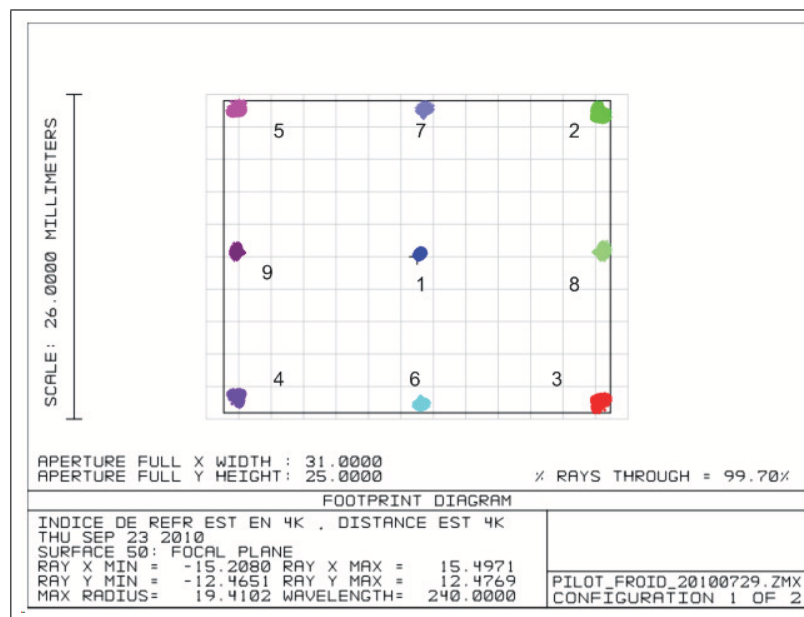 5 7 2
SCALE: 26.0000 MILLIMETERS
9 1 8
4 6 3
APERTURE FULL X WIDTH : 31.0000
APERTURE FULL Y HEIGHT: 25.0000 % RAYS THROUGH = 99.70%
FOOTPRINT DIAGRAM
INDICE DE REFR EST EN 4K , DISTANCE EST 4K
THU SEP 23 2010
SURFACE 50: FOCAL PLANE
RAY X MIN = -15.2080 RAY X MAX = 15.4971
RAY Y MIN = -12.4651 RAY Y MAX = 12.4769
MAX RADIUS= 19.4102 WAVELENGTH= 240.0000
PILOT_FROID_20100729.ZMX
CONFIGURATION 1 OF 2